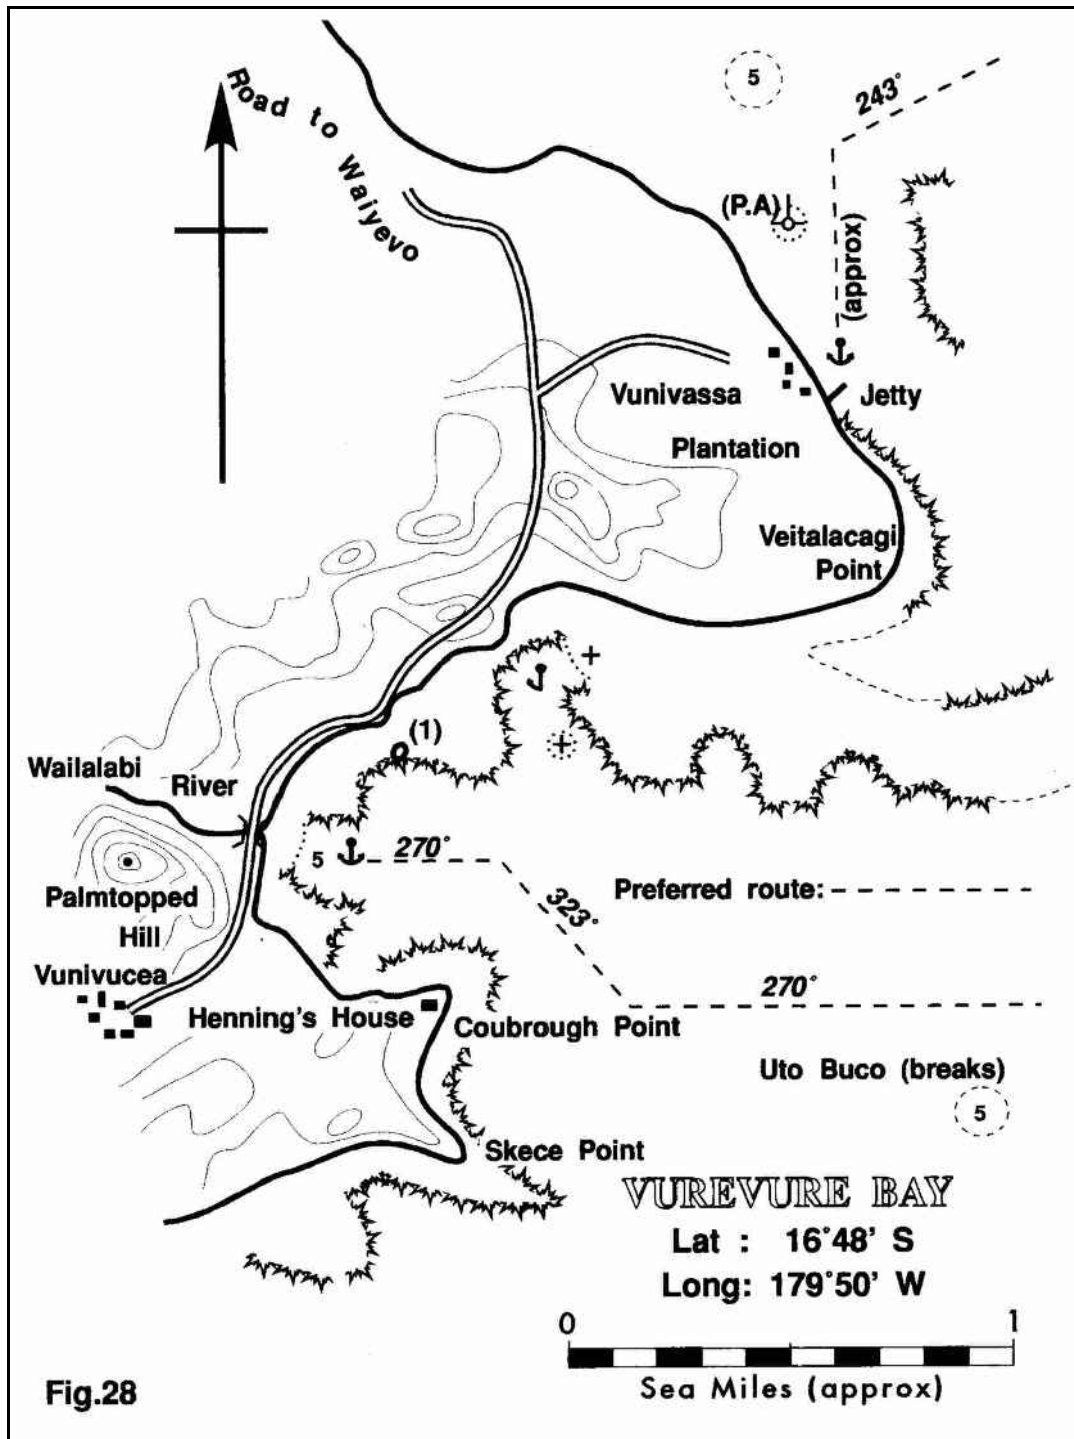 5
243°
Road to Waiyevo
(P.A)
(approx)
Vunivassa
Jetty
Plantation
Veitalacagi
Point
(1)
Wailalabi
River
5
270°
323°
Preferred route:
Palmtopped
Hill
Vunivucea
270°
Henning's House
Coubrough Point
Uto Buco (breaks)
5
Skece Point
VUREVURE BAY
Lat : 16°48' S
Long: 179°50' W
0 1
Sea Miles (approx)
Fig.28